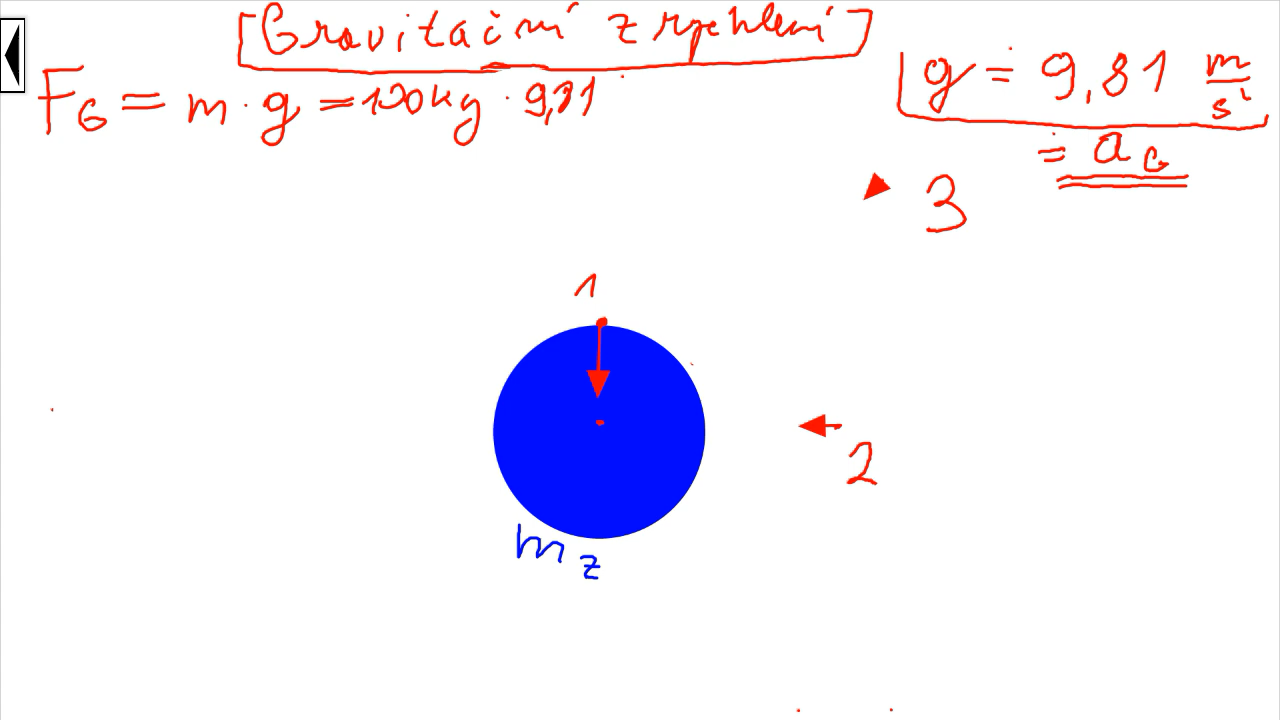 Gravitační zrychlení
F_G = m · g = 100kg · 9,81
g = 9,81 m/s²
= a_G
3
1
2
m_z